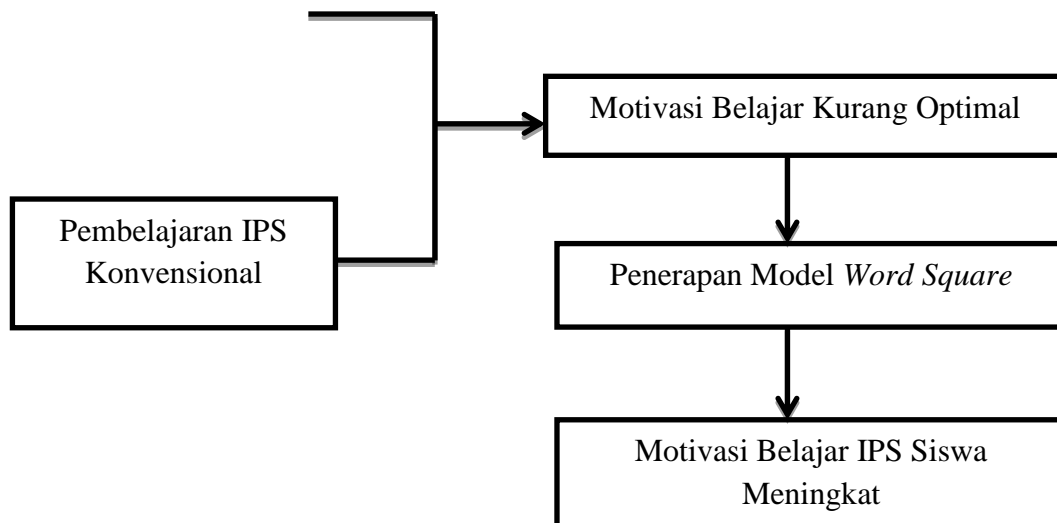 Motivasi Belajar Kurang Optimal
Pembelajaran IPS
Konvensional
Penerapan Model Word Square
Motivasi Belajar IPS Siswa
Meningkat